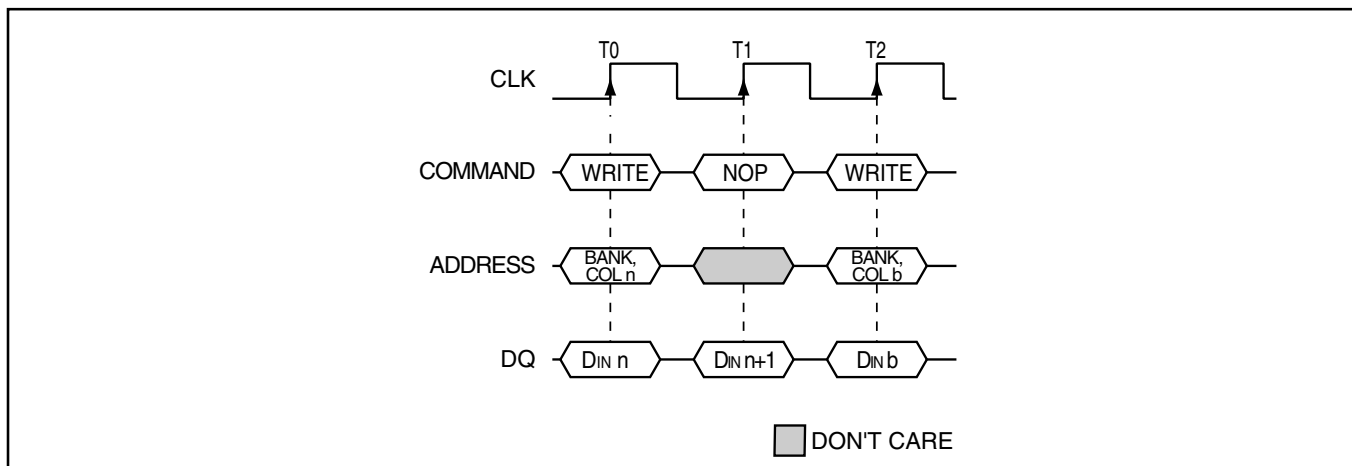 T0 T1 T2
CLK
COMMAND WRITE NOP WRITE
ADDRESS BANK, COL n BANK, COL b
DQ DIN n DIN n+1 DIN b
DON'T CARE